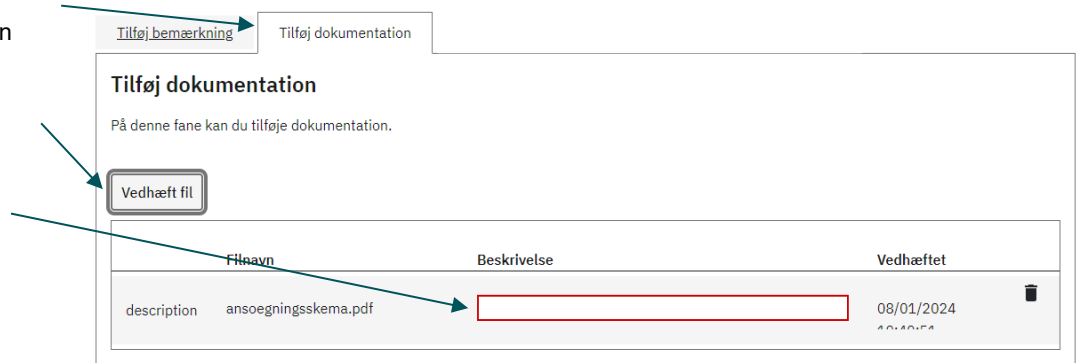 n
Tilføj bemærkning Tilføj dokumentation
Tilføj dokumentation
På denne fane kan du tilføje dokumentation.
Vedhæft fil
Filnavn Beskrivelse Vedhæftet
description ansoegningsskema.pdf 08/01/2024